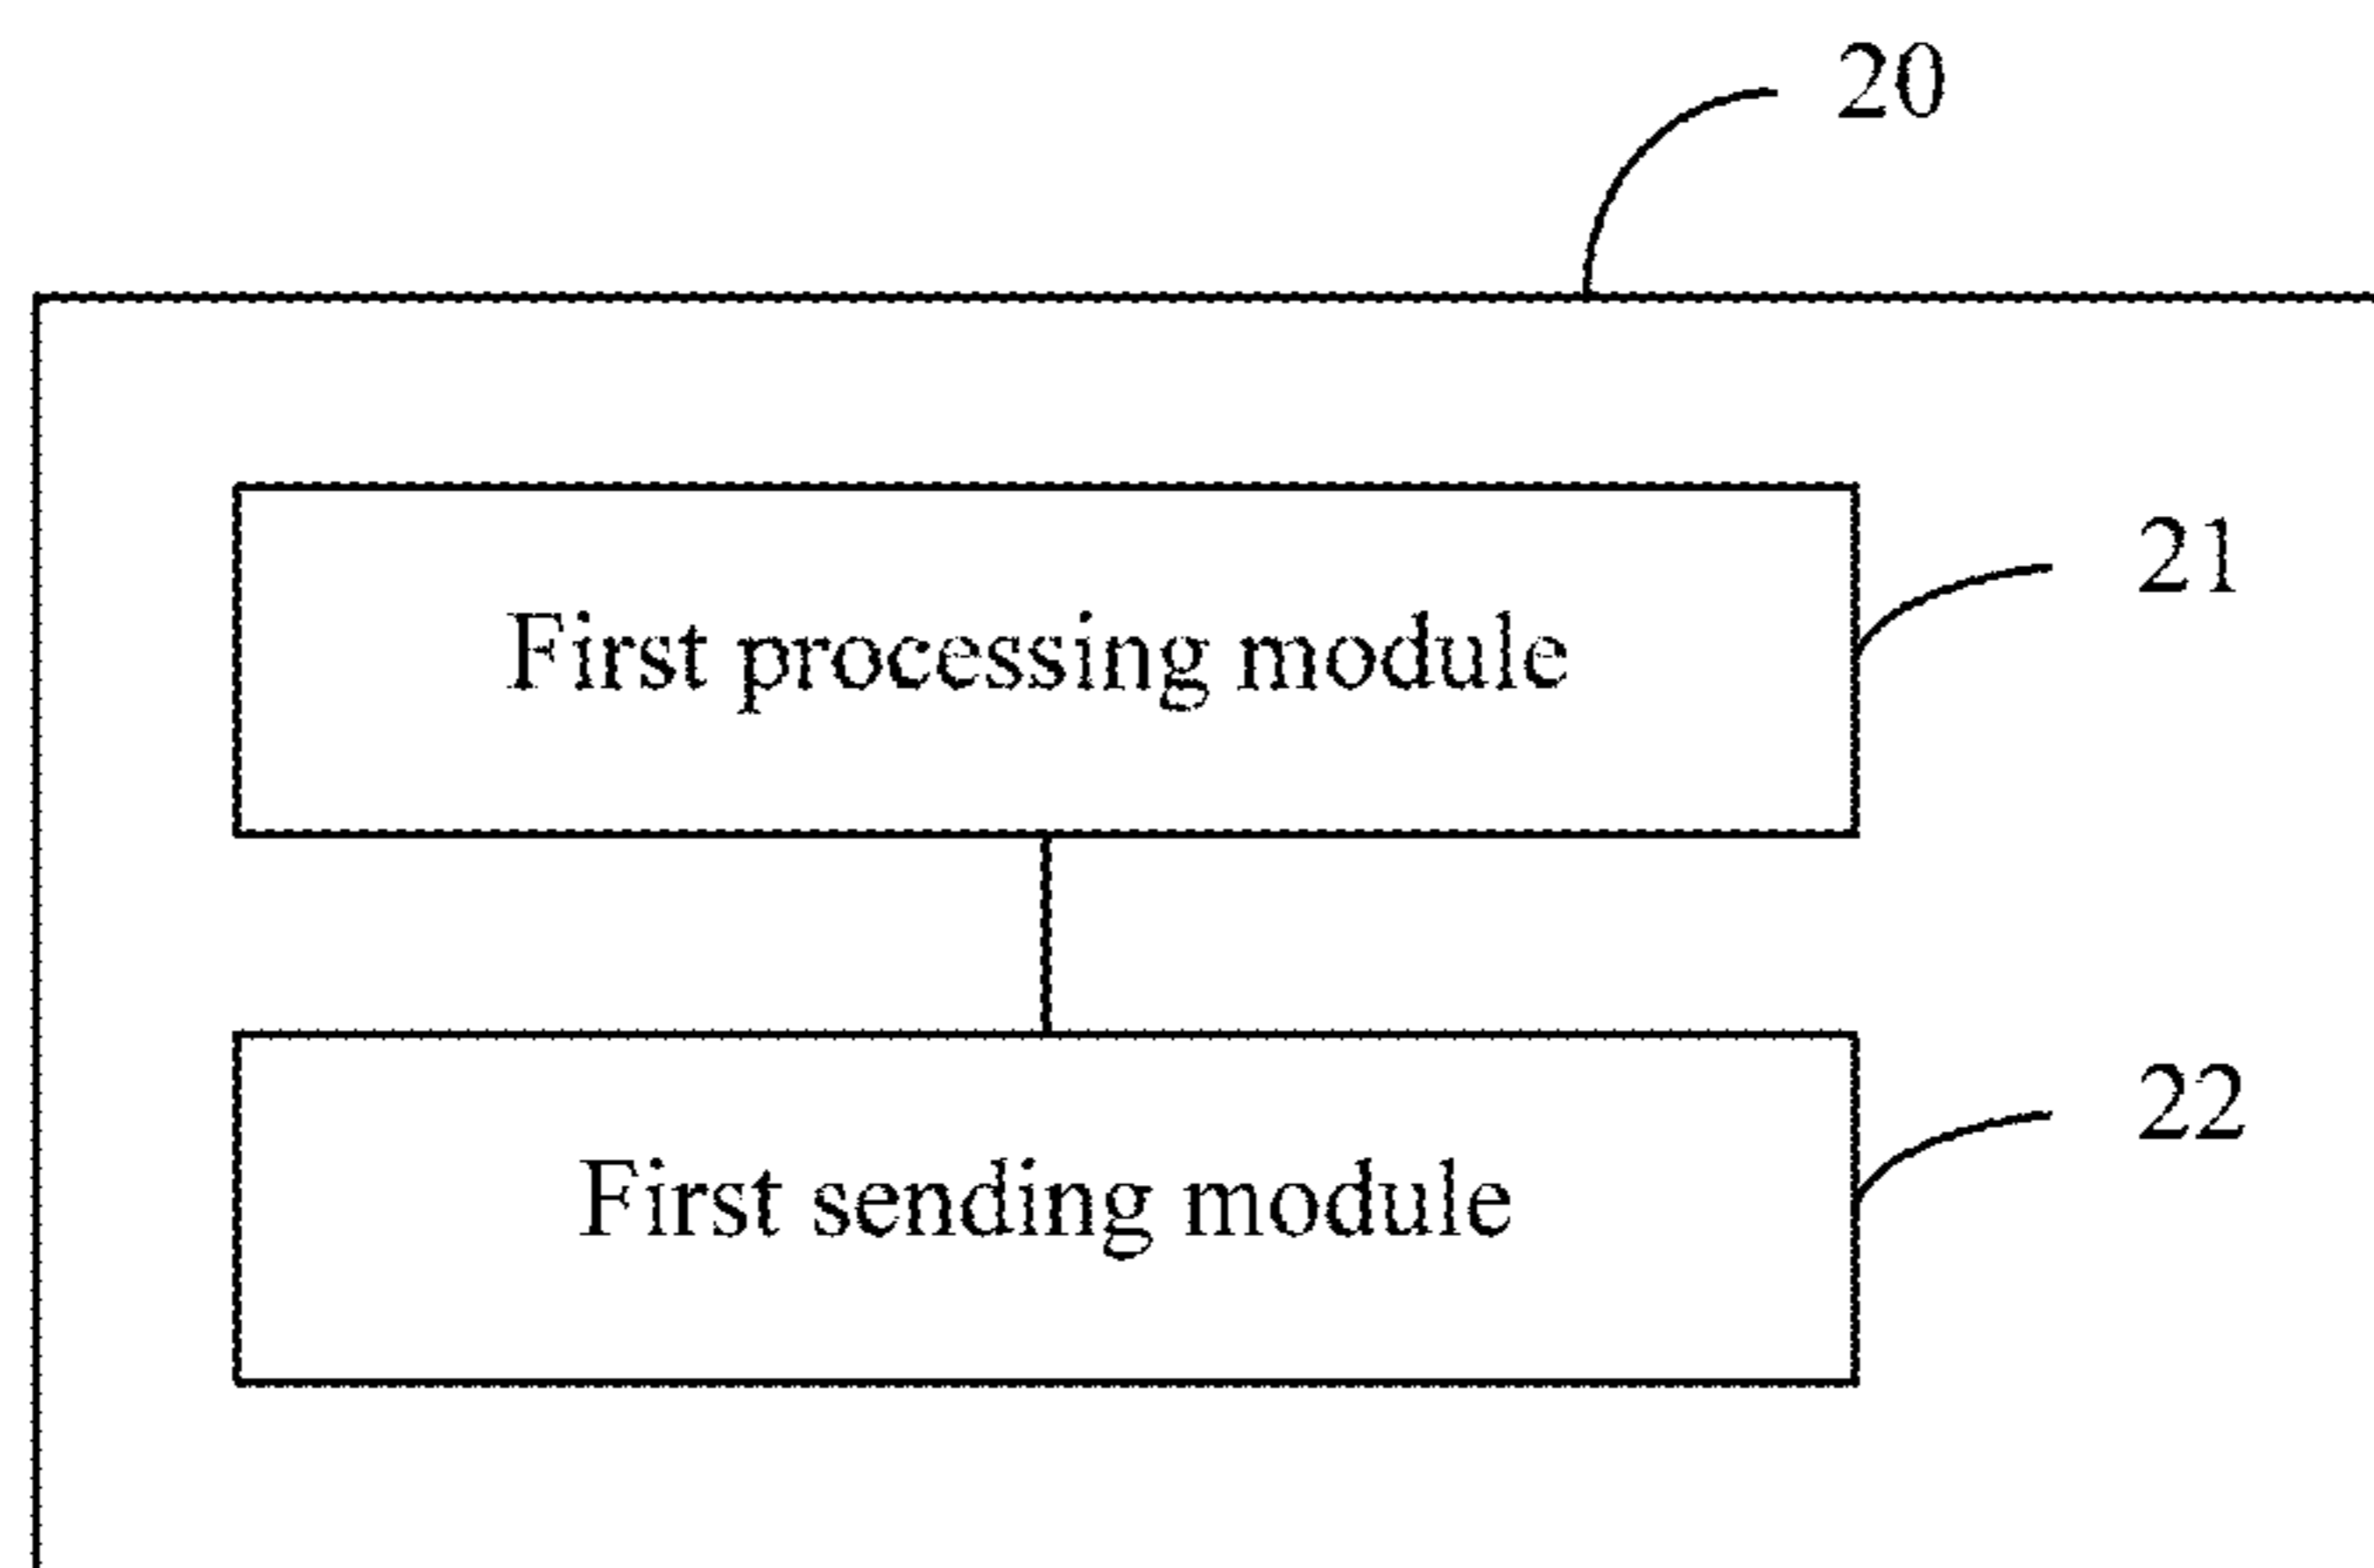 20
First processing module
21
First sending module
22